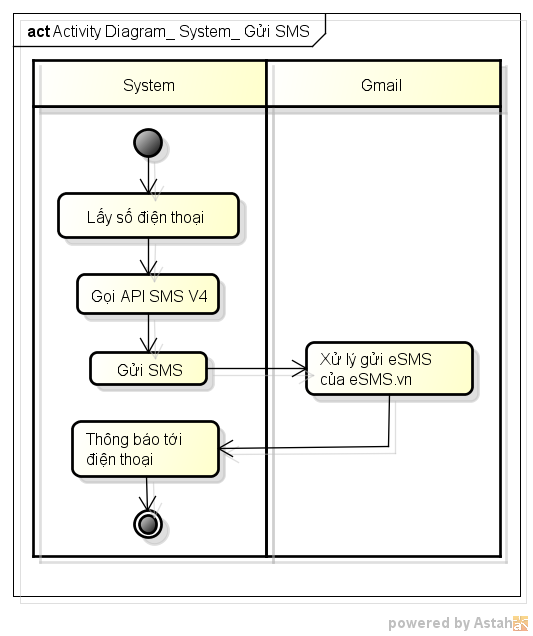 act Activity Diagram_ System_ Gửi SMS
System
Gmail
Lấy số điện thoại
Gọi API SMS V4
Gửi SMS
Xử lý gửi eSMS
của eSMS.vn
Thông báo tới
điện thoại
powered by Astah